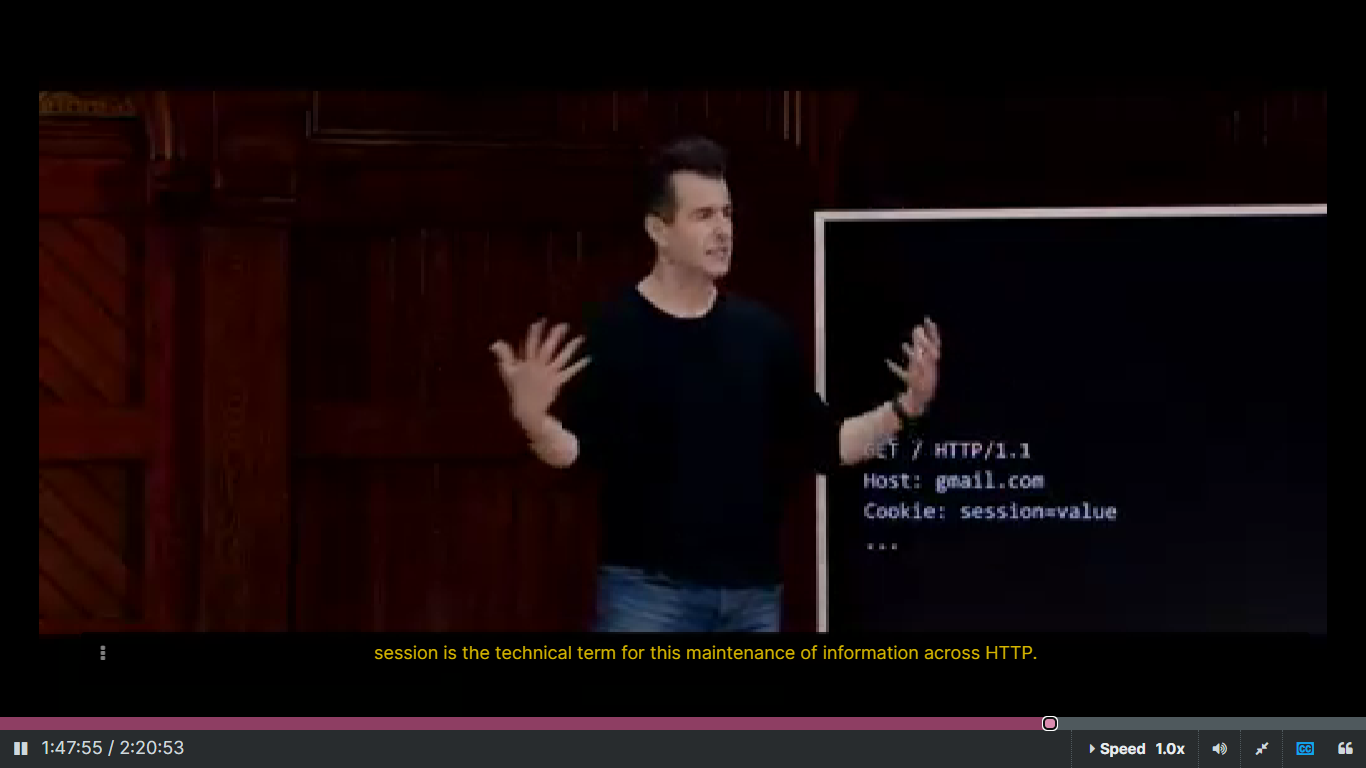 GET / HTTP/1.1
Host: gmail.com
Cookie: session=value
...
session is the technical term for this maintenance of information across HTTP.
1:47:55 / 2:20:53
Speed 1.0x
CC